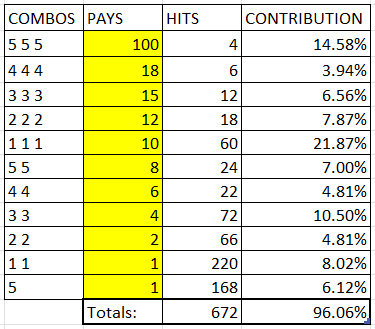 COMBOS PAYS HITS CONTRIBUTION
5 5 5 100 4 14.58%
4 4 4 18 6 3.94%
3 3 3 15 12 6.56%
2 2 2 12 18 7.87%
1 1 1 10 60 21.87%
5 5 8 24 7.00%
4 4 6 22 4.81%
3 3 4 72 10.50%
2 2 2 66 4.81%
1 1 1 220 8.02%
5 1 168 6.12%
Totals: 672 96.06%